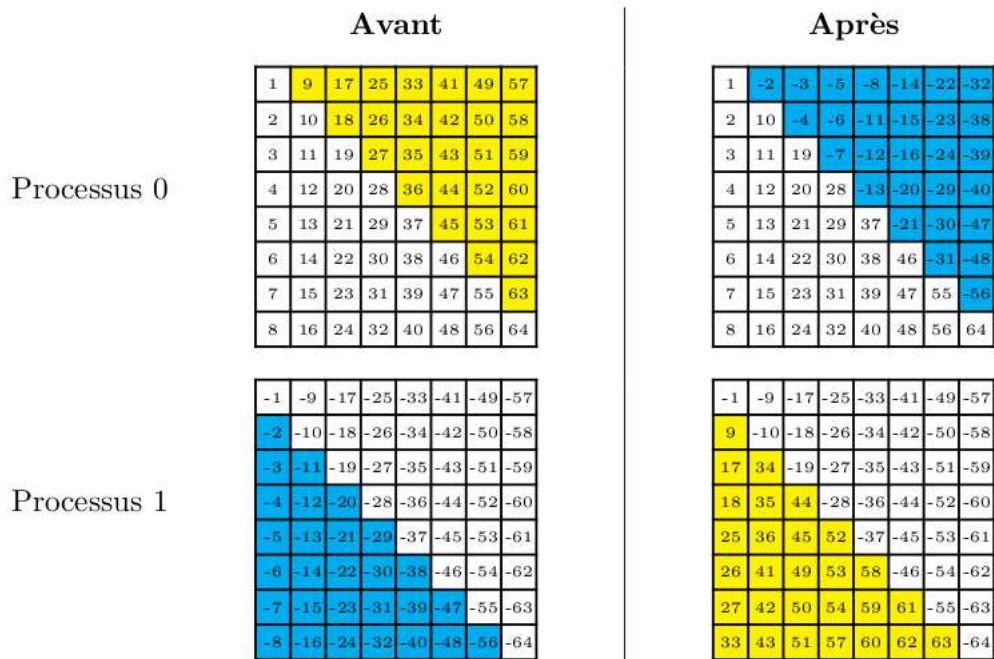 Avant Après
Processus 0
1 9 17 25 33 41 49 57
2 10 18 26 34 42 50 58
3 11 19 27 35 43 51 59
4 12 20 28 36 44 52 60
5 13 21 29 37 45 53 61
6 14 22 30 38 46 54 62
7 15 23 31 39 47 55 63
8 16 24 32 40 48 56 64
1 -2 -3 -5 -8 -14 -22 -32
2 10 -4 -6 -11 -15 -23 -38
3 11 19 -7 -12 -16 -24 -39
4 12 20 28 -13 -20 -29 -40
5 13 21 29 37 -21 -30 -47
6 14 22 30 38 46 -31 -48
7 15 23 31 39 47 55 -56
8 16 24 32 40 48 56 64
Processus 1
-1 -9 -17 -25 -33 -41 -49 -57
-2 -10 -18 -26 -34 -42 -50 -58
-3 -11 -19 -27 -35 -43 -51 -59
-4 -12 -20 -28 -36 -44 -52 -60
-5 -13 -21 -29 -37 -45 -53 -61
-6 -14 -22 -30 -38 -46 -54 -62
-7 -15 -23 -31 -39 -47 -55 -63
-8 -16 -24 -32 -40 -48 -56 -64
-1 -9 -17 -25 -33 -41 -49 -57
9 -10 -18 -26 -34 -42 -50 -58
17 34 -19 -27 -35 -43 -51 -59
18 35 44 -28 -36 -44 -52 -60
25 36 45 52 -37 -45 -53 -61
26 41 49 53 58 -46 -54 -62
27 42 50 54 59 61 -55 -63
33 43 51 57 60 62 63 -64